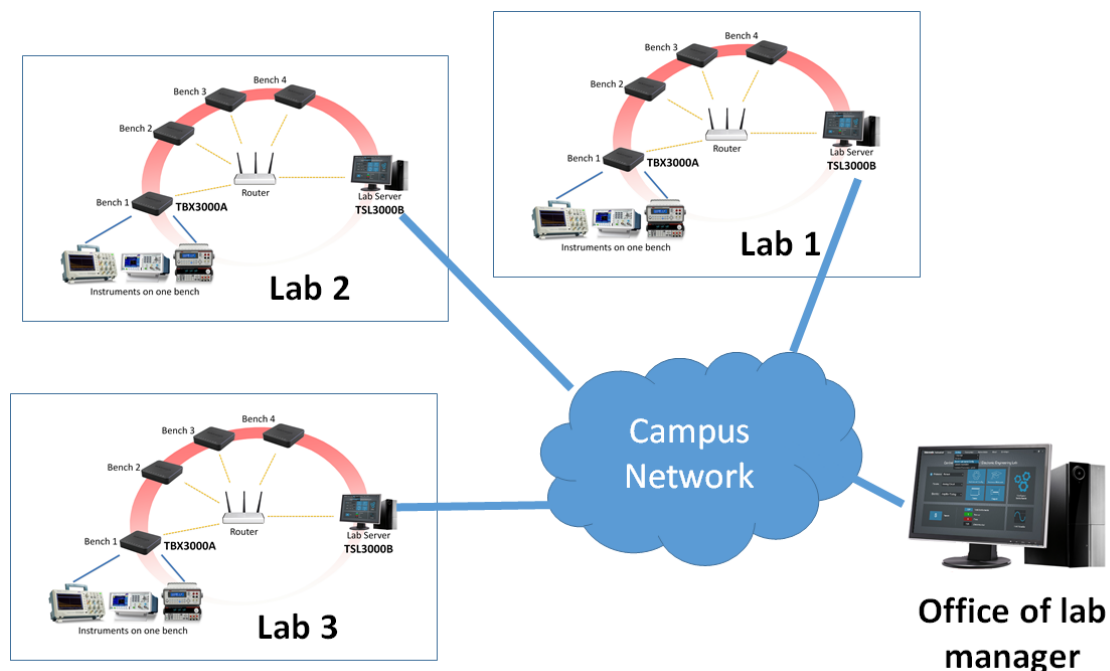 Bench 4
Bench 3
Bench 2
Bench 1
TBX3000A
Router
Lab Server
TSL3000B
Instruments on one bench
Lab 1
Bench 4
Bench 3
Bench 2
Bench 1
TBX3000A
Router
Lab Server
TSL3000B
Instruments on one bench
Lab 2
Bench 4
Bench 3
Bench 2
Bench 1
TBX3000A
Router
Lab Server
TSL3000B
Instruments on one bench
Lab 3
Campus
Network
Office of lab
manager